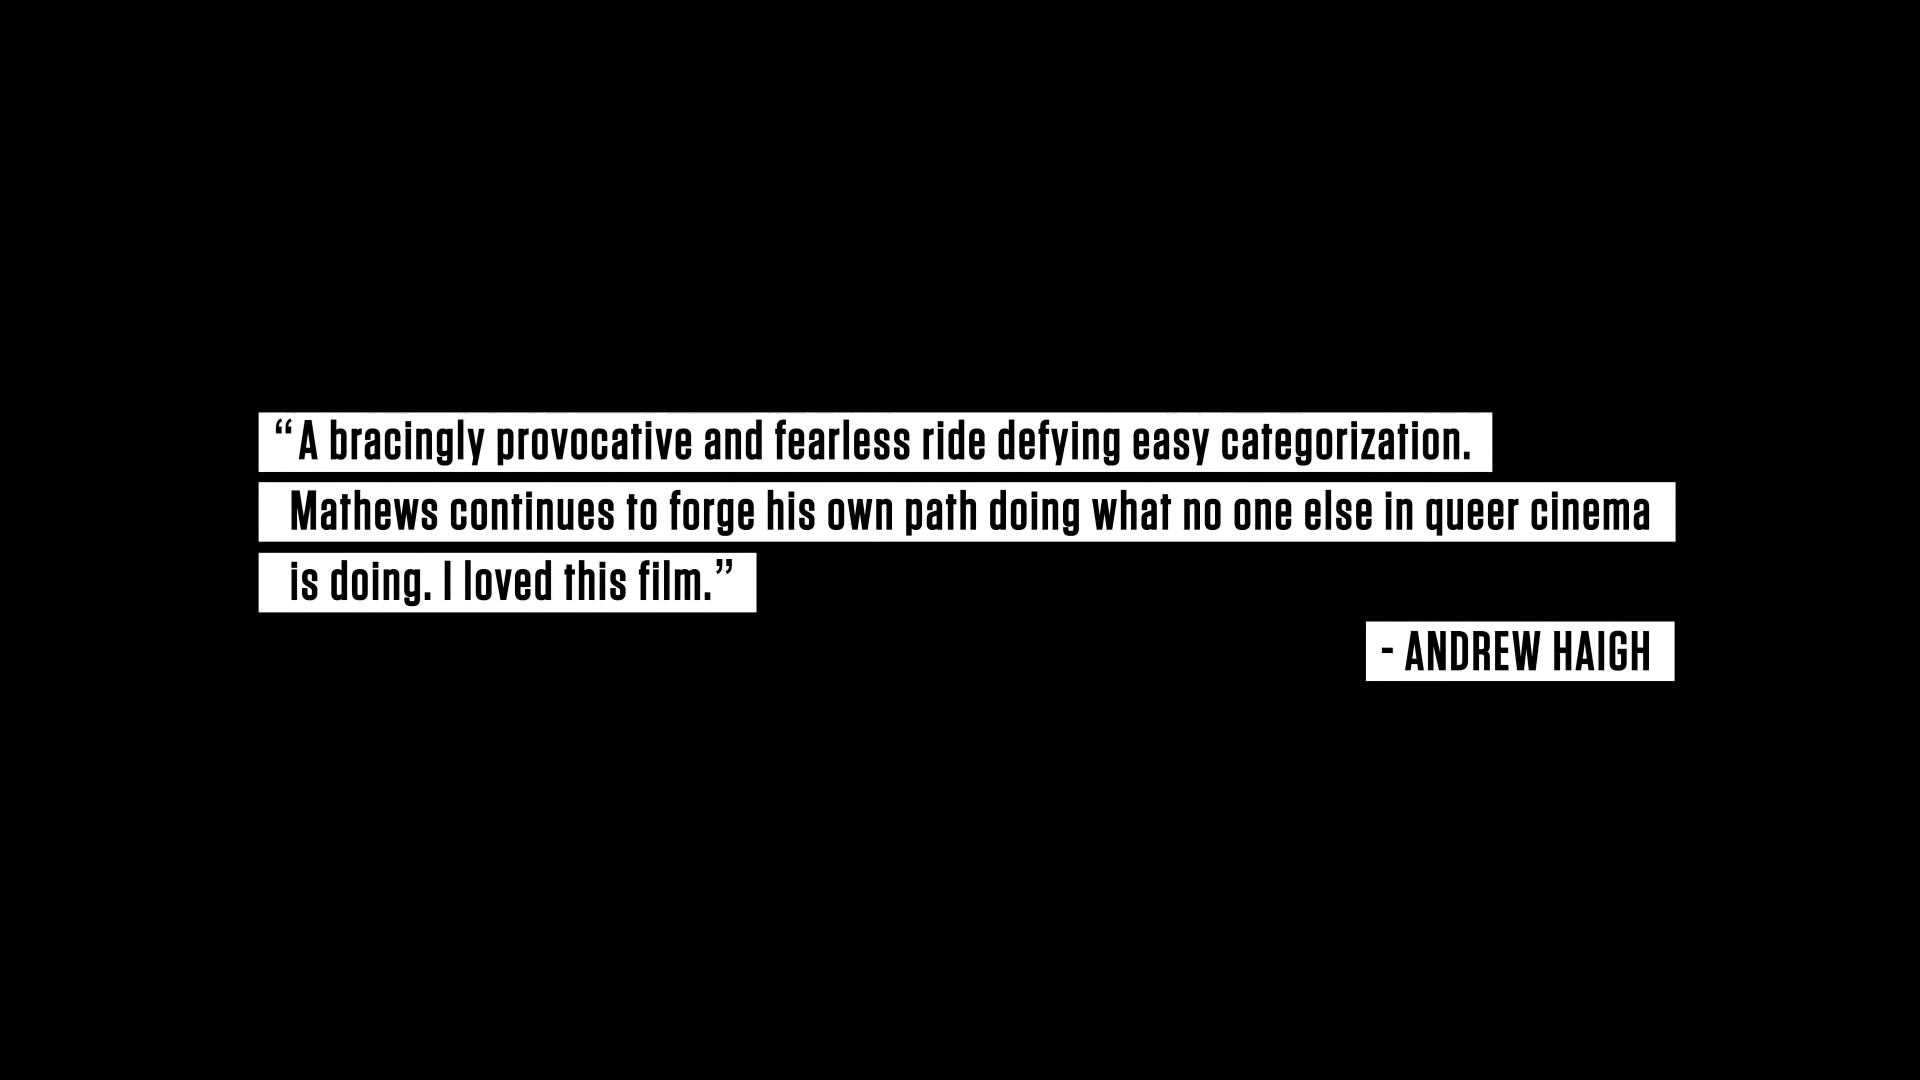 “A bracingly provocative and fearless ride defying easy categorization.
Mathews continues to forge his own path doing what no one else in queer cinema
is doing. I loved this film.”
- ANDREW HAIGH